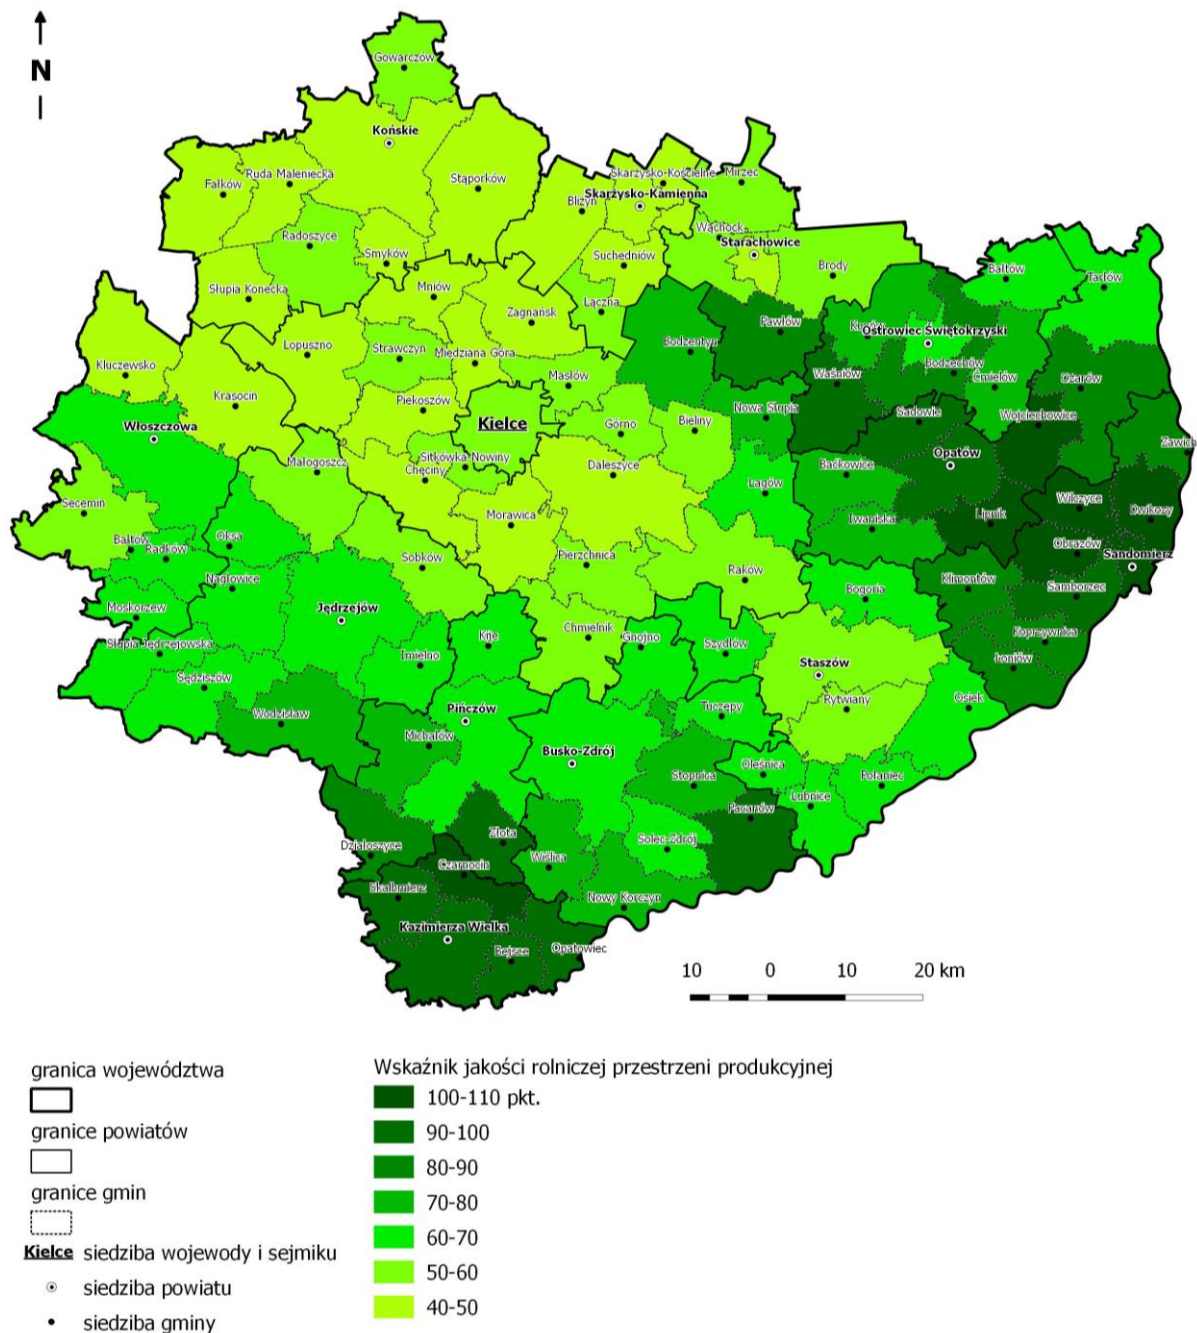 N
Gowarczów
Końskie
Stąporków
Fałków
Ruda Maleniecka
Radoszyce
Smyków
Słupia Konecka
Bliżyn
Skarżysko-Kościelne
Skarżysko-Kamienna
Suchedniów
Łączna
Mirzec
Wąchock
Starachowice
Brody
Mniów
Zagnańsk
Łopuszno
Strawczyn
Miedziana Góra
Masłów
Kluczewsko
Krasocin
Piekoszów
Kielce
Górno
Bieliny
Bodzentyn
Pawłów
Nowa Słupia
Waśniów
Ostrowiec Świętokrzyski
Bałtów
Tarłów
Bodzechów
Ćmielów
Ożarów
Sadowie
Wojciechowice
Opatów
Zawich
Włoszczowa
Małogoszcz
Sitkówka Nowiny
Chęciny
Daleszyce
Morawica
Łagów
Baćkowice
Iwaniska
Lipnik
Wilczyce
Dwikozy
Obrazów
Sandomierz
Secemin
Bałtów
Radków
Oksa
Nagłowice
Sobków
Pierzchnica
Raków
Bogoria
Klimontów
Samborzec
Moskorzew
Jędrzejów
Słupia Jędrzejowska
Imielno
Kije
Chmielnik
Gnojno
Szydłów
Staszów
Koprzywnica
Łoniów
Sędziszów
Wodzisław
Pińczów
Michałów
Busko-Zdrój
Tuczępy
Rytwiany
Osiek
Oleśnica
Stopnica
Połaniec
Łubnice
Pacanów
Działoszyce
Złota
Czarnocin
Wiślica
Solec-Zdrój
Skalbmierz
Nowy Korczyn
Kazimierza Wielka
Bejsce
Opatowiec
10 0 10 20 km
granica województwa
granice powiatów
granice gmin
Kielce siedziba wojewody i sejmiku
siedziba powiatu
siedziba gminy
Wskaźnik jakości rolniczej przestrzeni produkcyjnej
100-110 pkt.
90-100
80-90
70-80
60-70
50-60
40-50